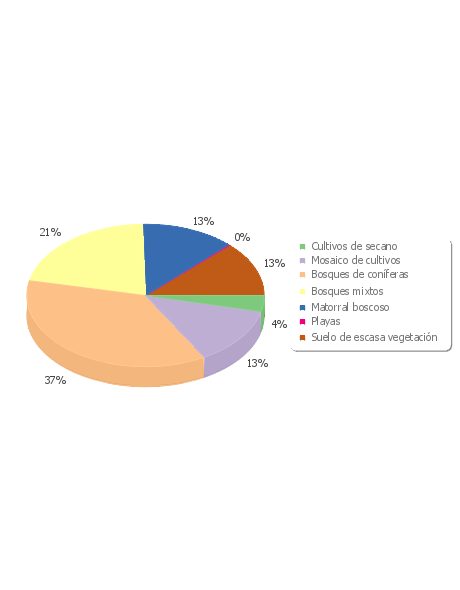 13%
21%
0%
13%
4%
13%
37%
Cultivos de secano
Mosaico de cultivos
Bosques de coníferas
Bosques mixtos
Matorral boscoso
Playas
Suelo de escasa vegetación